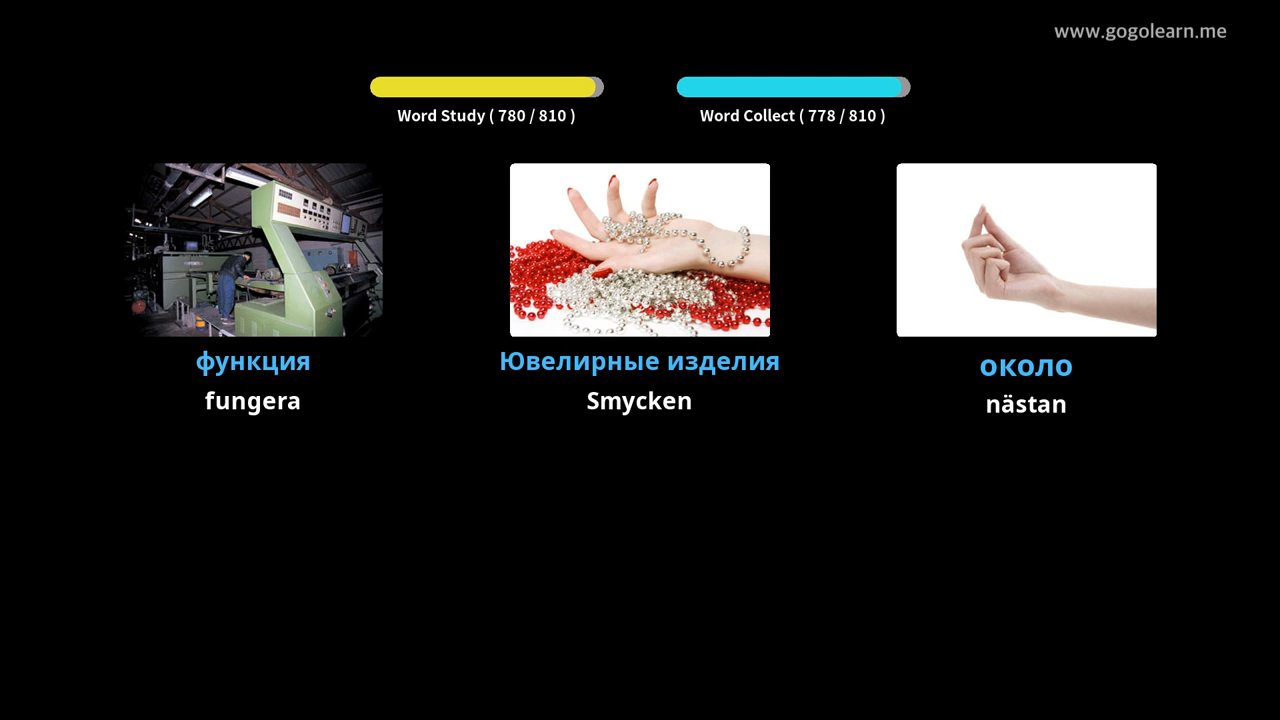 www.gogolearn.me
Word Study ( 780 / 810 )
Word Collect ( 778 / 810 )
функция
Ювелирные изделия
около
fungera
Smycken
nästan